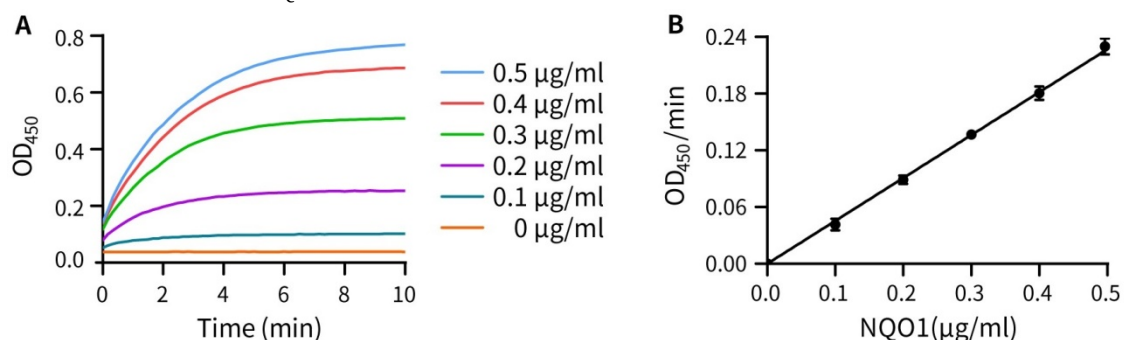 A
OD450
0.8
0.6
0.4
0.2
0.0
0 2 4 6 8 10
Time (min)
0.5 μg/ml
0.4 μg/ml
0.3 μg/ml
0.2 μg/ml
0.1 μg/ml
0 μg/ml
B
OD450/min
0.24
0.18
0.12
0.06
0.00
0.0 0.1 0.2 0.3 0.4 0.5
NQO1(μg/ml)